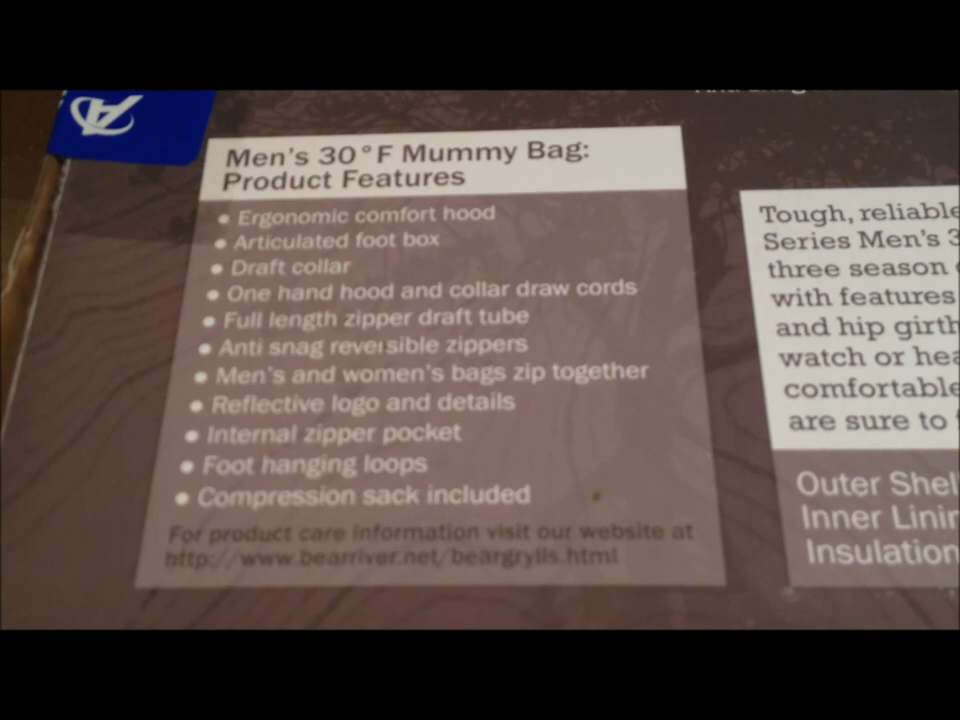 Men's 30°F Mummy Bag:
Product Features
• Ergonomic comfort hood
• Articulated foot box
• Draft collar
• One hand hood and collar draw cords
• Full length zipper draft tube
• Anti snag reversible zippers
• Men's and women's bags zip together
• Reflective logo and details
• Internal zipper pocket
• Foot hanging loops
• Compression sack included
For product care information visit our website at
http://www.bearriver.net/beargrylls.html
Tough, reliable
Series Men's 3
three season
with features
and hip girth
watch or hea
comfortable
are sure to
Outer Shel
Inner Linin
Insulation